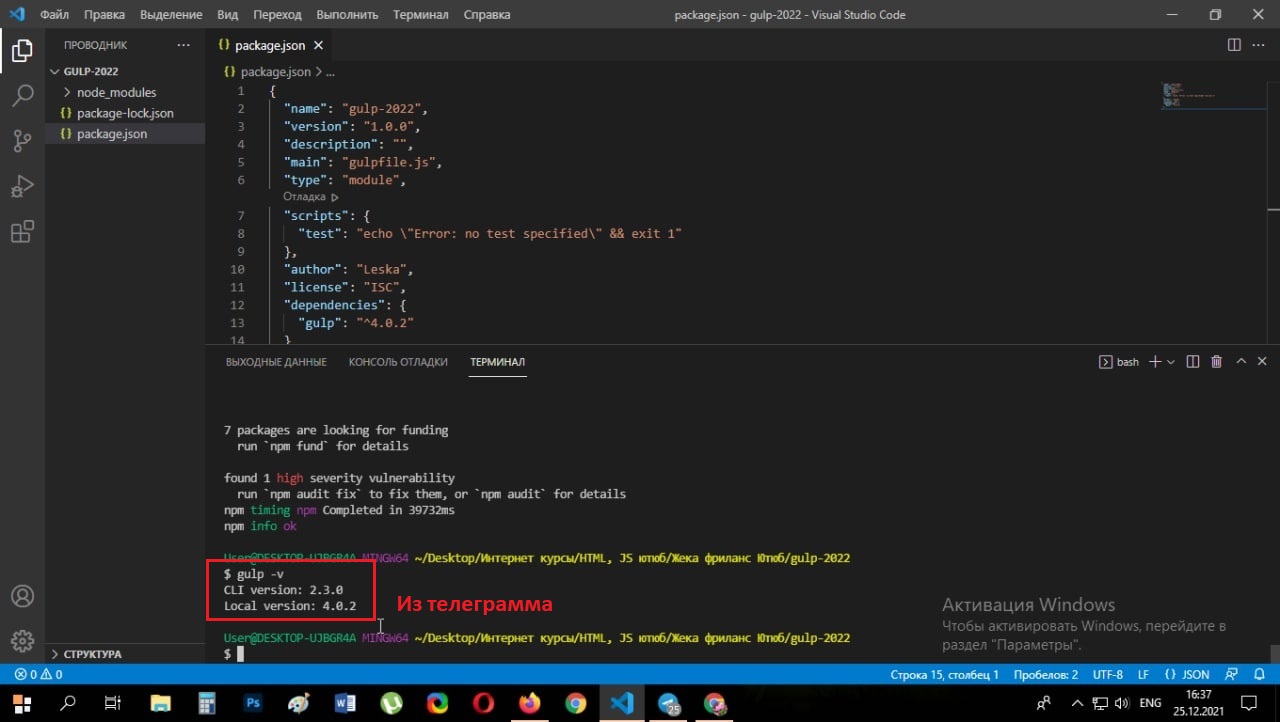 Файл Правка Выделение Вид Переход Выполнить Терминал Справка package.json - gulp-2022 - Visual Studio Code
ПРОВОДНИК
package.json
GULP-2022
package.json > ...
node_modules
package-lock.json
package.json
1 {
2 "name": "gulp-2022",
3 "version": "1.0.0",
4 "description": "",
5 "main": "gulpfile.js",
6 "type": "module",
Отладка
7 "scripts": {
8 "test": "echo \"Error: no test specified\" && exit 1"
9 },
10 "author": "Leska",
11 "license": "ISC",
12 "dependencies": {
13 "gulp": "^4.0.2"
14 }
ВЫХОДНЫЕ ДАННЫЕ КОНСОЛЬ ОТЛАДКИ ТЕРМИНАЛ bash
7 packages are looking for funding
run `npm fund` for details
found 1 high severity vulnerability
run `npm audit fix` to fix them, or `npm audit` for details
npm timing npm Completed in 39732ms
npm info ok
User@DESKTOP-UJBGR4A MINGW64 ~/Desktop/Интернет курсы/HTML, JS ютюб/Жека фриланс Ютюб/gulp-2022
$ gulp -v
CLI version: 2.3.0
Local version: 4.0.2
Из телеграмма
User@DESKTOP-UJBGR4A MINGW64 ~/Desktop/Интернет курсы/HTML, JS ютюб/Жека фриланс Ютюб/gulp-2022
$
Активация Windows
Чтобы активировать Windows, перейдите в
раздел "Параметры".
СТРУКТУРА
0 0 Строка 15, столбец 1 Пробелов: 2 UTF-8 LF {} JSON
Ps
25
ENG
16:37
25.12.2021